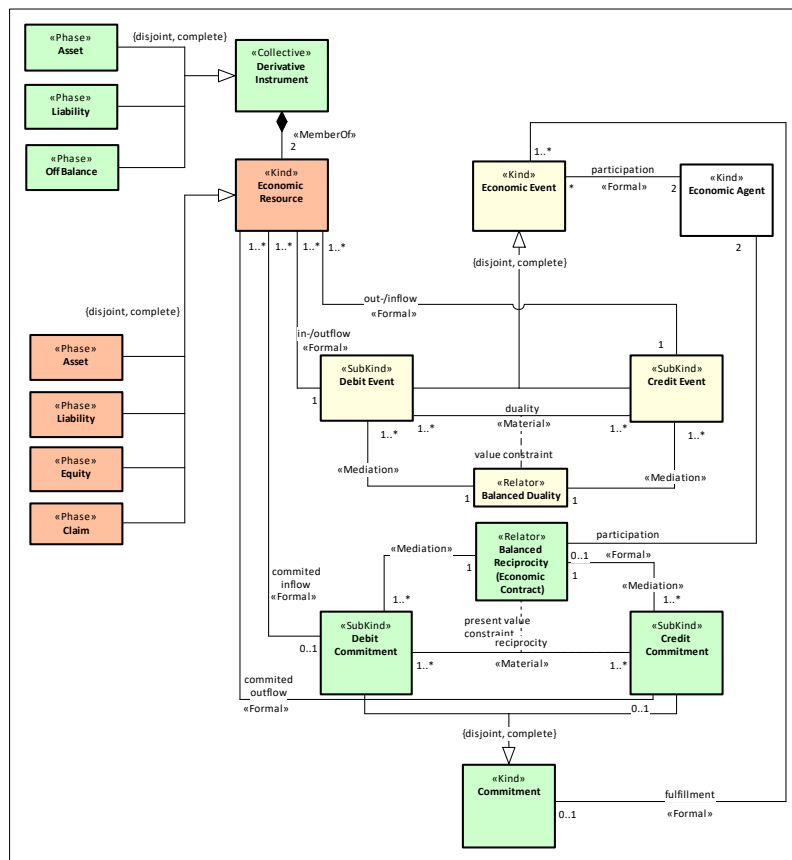 «Phase»
Asset
{disjoint, complete}
«Collective»
Derivative
Instrument
«Phase»
Liability
«MemberOf»
2
«Phase»
Off Balance
«Kind»
Economic
Resource
1..*
«Kind»
Economic Event
participation
*
«Formal»
2
«Kind»
Economic Agent
2
1..*
1..*
1..*
1..*
{disjoint, complete}
out-/inflow
«Formal»
{disjoint, complete}
in-/outflow
«Formal»
1
«Phase»
Asset
«SubKind»
Debit Event
1
«SubKind»
Credit Event
duality
1..*
1..*
«Material»
1..*
1..*
«Phase»
Liability
value constraint
«Mediation»
«Mediation»
«Phase»
Equity
«Relator»
Balanced Duality
1
1
«Phase»
Claim
«Relator»
Balanced
Reciprocity
(Economic
Contract)
participation
0..1
«Formal»
«Mediation»
1
1
commited
inflow
«Formal»
«Mediation»
1..*
1..*
0..1
«SubKind»
Debit
Commitment
present value
constraint
reciprocity
1..*
«Material»
1..*
«SubKind»
Credit
Commitment
commited
outflow
«Formal»
0..1
{disjoint, complete}
«Kind»
Commitment
fulfillment
0..1
«Formal»